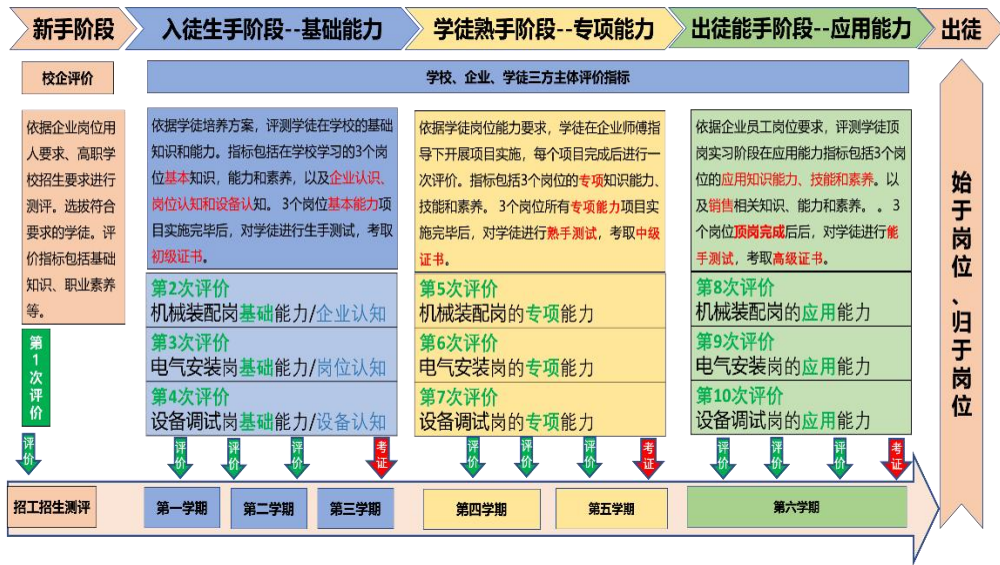 新手阶段
入徒生手阶段--基础能力
学徒熟手阶段--专项能力
出徒能手阶段--应用能力
出徒
校企评价
学校、企业、学徒三方主体评价指标
依据企业岗位用
人要求、高职学
校招生要求进行
测评。选拔符合
要求的学徒。评
价指标包括基础
知识、职业素养
等。
第1次评价
依据学徒培养方案，评测学徒在学校的基础
知识和能力。指标包括在学校学习的3个岗
位基本知识，能力和素养，以及企业认识、
岗位认知和设备认知。 3个岗位基本能力项
目实施完毕后，对学徒进行生手测试，考取
初级证书。
第2次评价
机械装配岗基础能力/企业认知
第3次评价
电气安装岗基础能力/岗位认知
第4次评价
设备调试岗基础能力/设备认知
依据学徒岗位能力要求，学徒在企业师傅指
导下开展项目实施，每个项目完成后进行一
次评价。指标包括3个岗位的专项知识能力、
技能和素养。 3个岗位所有专项能力项目实
施完毕后，对学徒进行熟手测试，考取中级
证书。
第5次评价
机械装配岗的专项能力
第6次评价
电气安装岗的专项能力
第7次评价
设备调试岗的专项能力
依据企业员工岗位要求，评测学徒顶
岗实习阶段在应用能力指标包括3个岗
位的应用知识能力、技能和素养。以
及销售相关知识、能力和素养。 。 3
个岗位顶岗完成后后，对学徒进行能
手测试，考取高级证书。
第8次评价
机械装配岗的应用能力
第9次评价
电气安装岗的应用能力
第10次评价
设备调试岗的应用能力
始于岗位、归于岗位
评价
评价
评价
评价
考证
评价
评价
评价
考证
评价
评价
评价
考证
招工招生测评
第一学期
第二学期
第三学期
第四学期
第五学期
第六学期